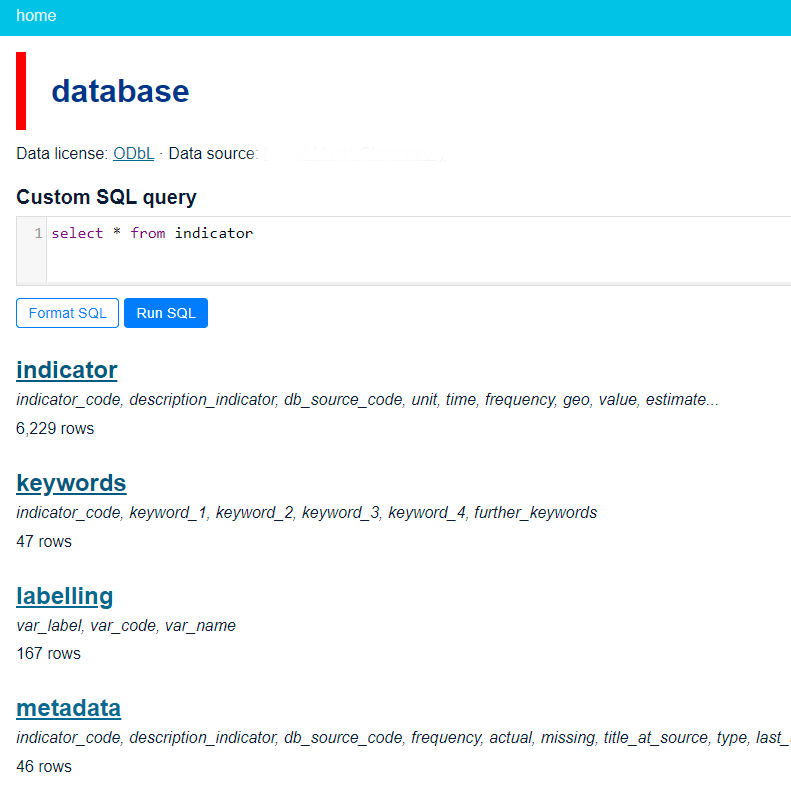 home
database
Data license: ODbL · Data source:
Custom SQL query
1 select * from indicator
Format SQL Run SQL
indicator
indicator_code, description_indicator, db_source_code, unit, time, frequency, geo, value, estimate...
6,229 rows
keywords
indicator_code, keyword_1, keyword_2, keyword_3, keyword_4, further_keywords
47 rows
labelling
var_label, var_code, var_name
167 rows
metadata
indicator_code, description_indicator, db_source_code, frequency, actual, missing, title_at_source, type, last_
46 rows